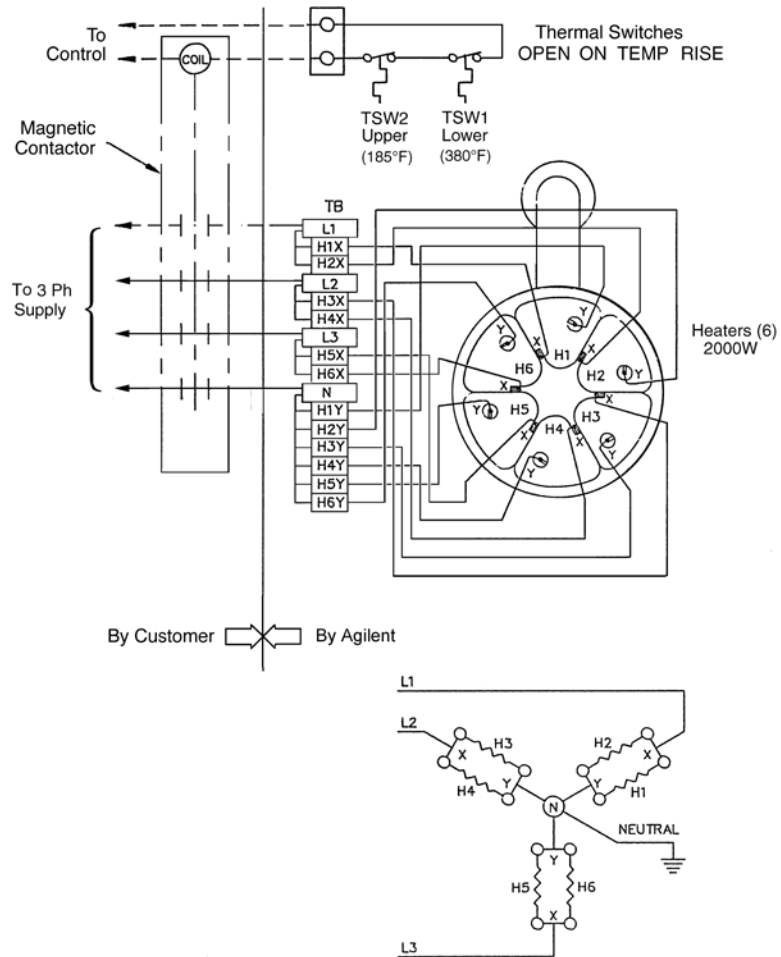 To
Control
COIL
Thermal Switches
OPEN ON TEMP RISE
TSW2
Upper
(185°F)
TSW1
Lower
(380°F)
Magnetic
Contactor
TB
L1
H1X
H2X
L2
H3X
H4X
L3
H5X
H6X
N
H1Y
H2Y
H3Y
H4Y
H5Y
H6Y
To 3 Ph
Supply
Y
Y
X
H1
X
H6
H2
Y
X
X
Y
H5
H3
X
H4
X
Y
Y
Heaters (6)
2000W
By Customer
By Agilent
L1
L2
H3
X
H4
Y
H2
X
Y
H1
N
NEUTRAL
Y
H5
H6
X
L3